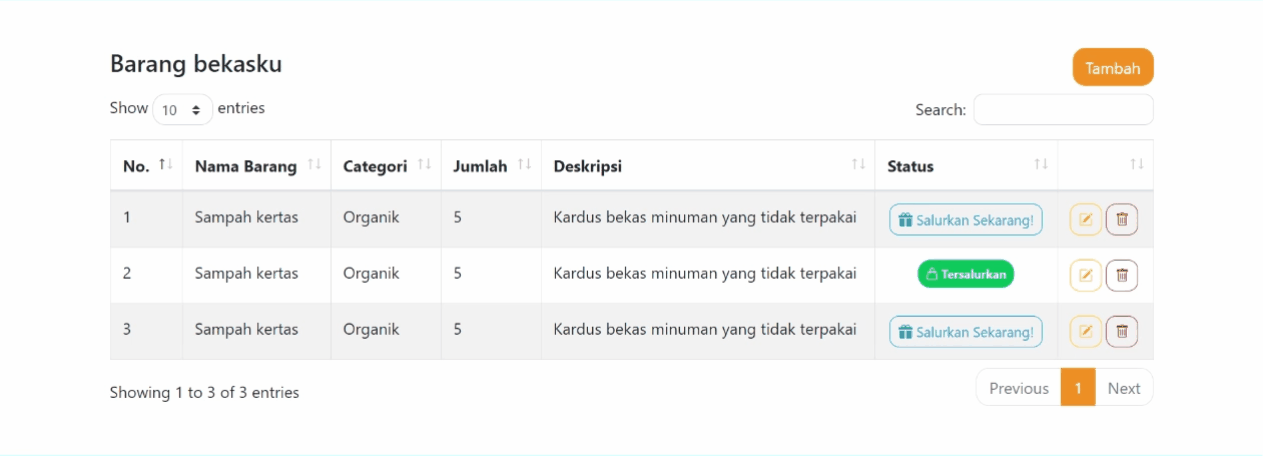 Barang bekasku
Tambah
Show 10 entries
Search:
No. Nama Barang Categori Jumlah Deskripsi Status
1 Sampah kertas Organik 5 Kardus bekas minuman yang tidak terpakai Salurkan Sekarang!
2 Sampah kertas Organik 5 Kardus bekas minuman yang tidak terpakai Tersalurkan
3 Sampah kertas Organik 5 Kardus bekas minuman yang tidak terpakai Salurkan Sekarang!
Showing 1 to 3 of 3 entries
Previous 1 Next